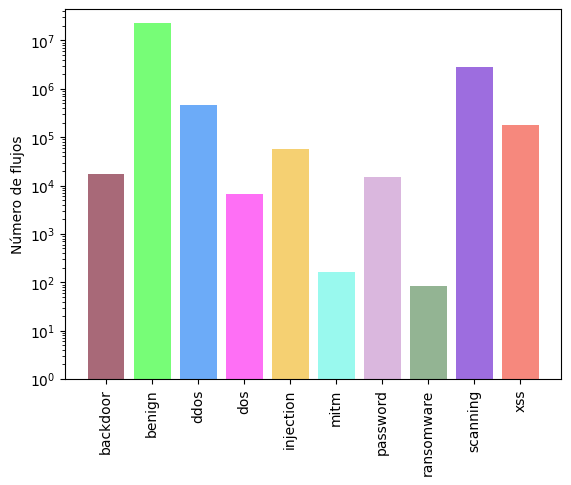 Número de flujos
10^7
10^6
10^5
10^4
10^3
10^2
10^1
10^0
backdoor
benign
ddos
dos
injection
mitm
password
ransomware
scanning
xss